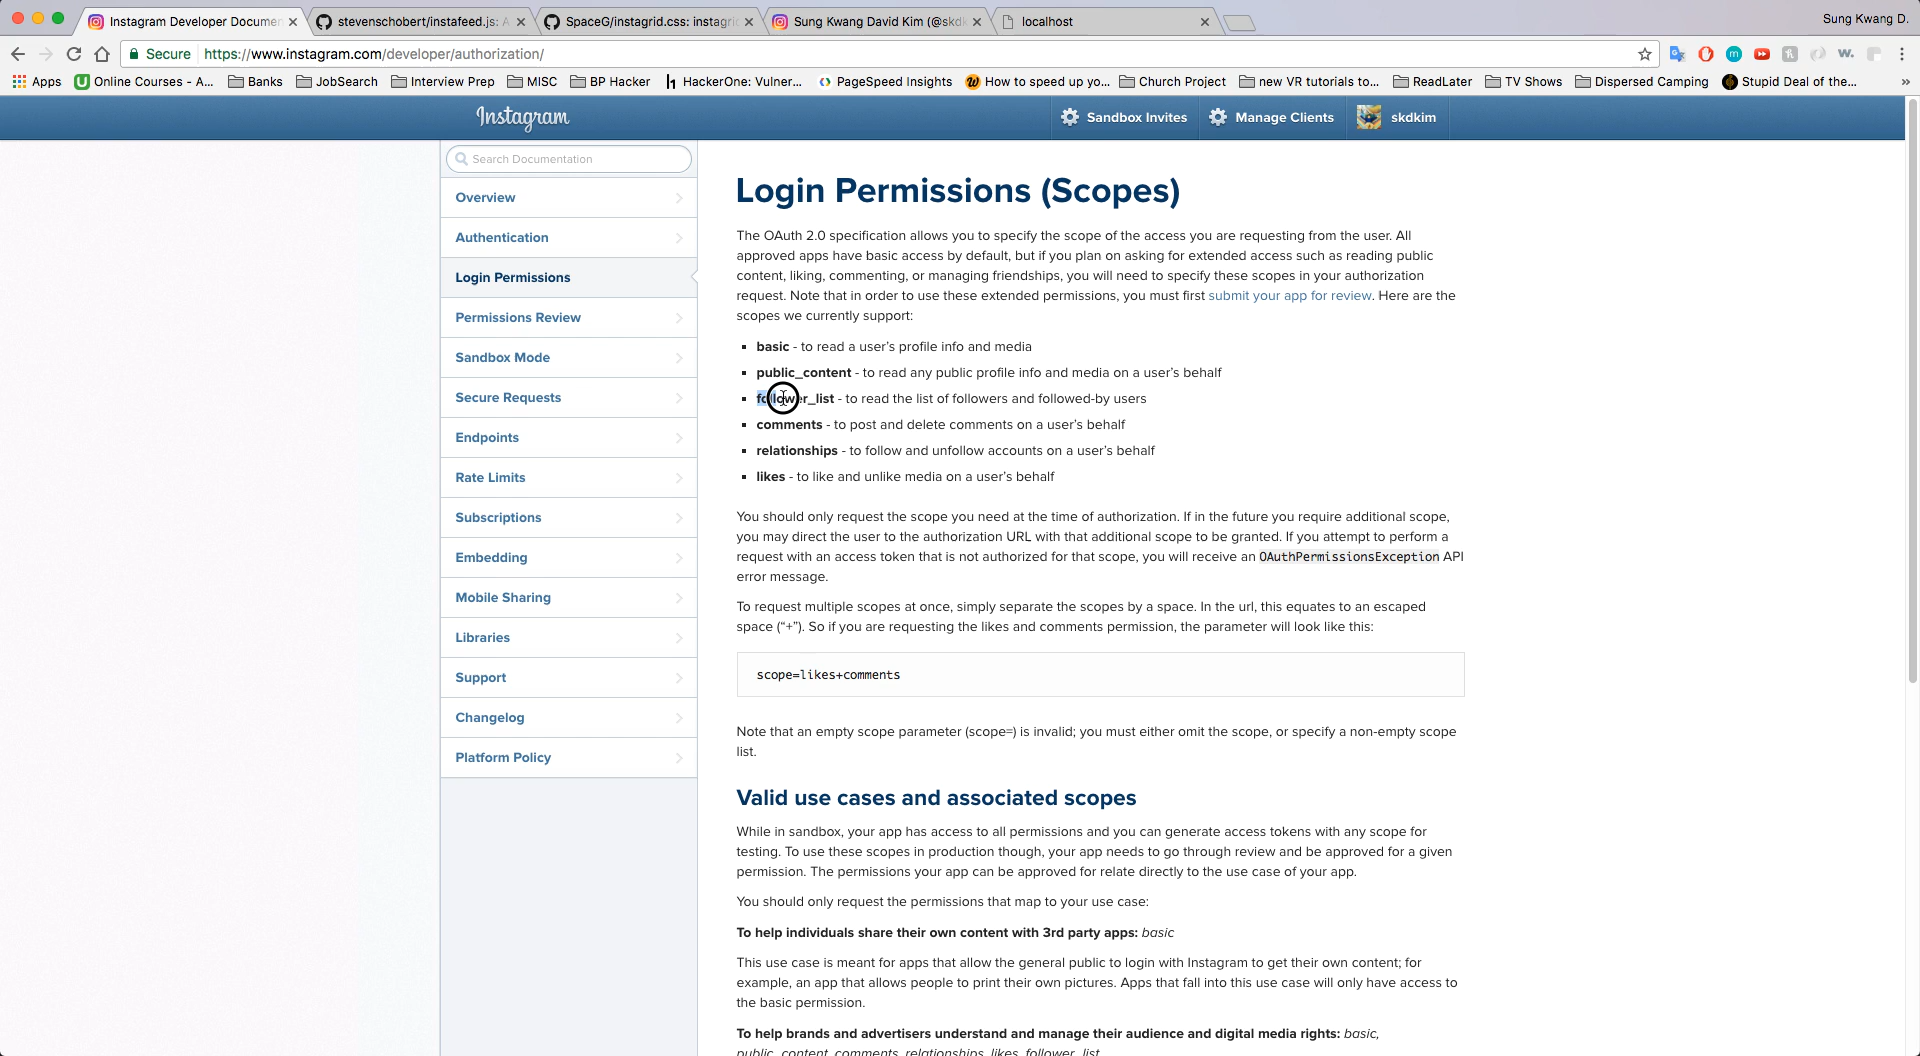 Instagram Developer Documen
stevenschobert/instafeed.js: A
SpaceG/instagrid.css: instagri
Sung Kwang David Kim (@skdk
localhost
Sung Kwang D.
Secure https://www.instagram.com/developer/authorization/
Apps Online Courses - A... Banks JobSearch Interview Prep MISC BP Hacker HackerOne: Vulner... PageSpeed Insights How to speed up yo... Church Project new VR tutorials to... ReadLater TV Shows Dispersed Camping Stupid Deal of the... »
Instagram Sandbox Invites Manage Clients skdkim
Search Documentation
Overview
Authentication
Login Permissions
Permissions Review
Sandbox Mode
Secure Requests
Endpoints
Rate Limits
Subscriptions
Embedding
Mobile Sharing
Libraries
Support
Changelog
Platform Policy
Login Permissions (Scopes)
The OAuth 2.0 specification allows you to specify the scope of the access you are requesting from the user. All
approved apps have basic access by default, but if you plan on asking for extended access such as reading public
content, liking, commenting, or managing friendships, you will need to specify these scopes in your authorization
request. Note that in order to use these extended permissions, you must first submit your app for review. Here are the
scopes we currently support:
▪ basic - to read a user's profile info and media
▪ public_content - to read any public profile info and media on a user's behalf
▪ follower_list - to read the list of followers and followed-by users
▪ comments - to post and delete comments on a user's behalf
▪ relationships - to follow and unfollow accounts on a user's behalf
▪ likes - to like and unlike media on a user's behalf
You should only request the scope you need at the time of authorization. If in the future you require additional scope,
you may direct the user to the authorization URL with that additional scope to be granted. If you attempt to perform a
request with an access token that is not authorized for that scope, you will receive an OAuthPermissionsException API
error message.
To request multiple scopes at once, simply separate the scopes by a space. In the url, this equates to an escaped
space ("+"). So if you are requesting the likes and comments permission, the parameter will look like this:
scope=likes+comments
Note that an empty scope parameter (scope=) is invalid; you must either omit the scope, or specify a non-empty scope
list.
Valid use cases and associated scopes
While in sandbox, your app has access to all permissions and you can generate access tokens with any scope for
testing. To use these scopes in production though, your app needs to go through review and be approved for a given
permission. The permissions your app can be approved for relate directly to the use case of your app.
You should only request the permissions that map to your use case:
To help individuals share their own content with 3rd party apps: basic
This use case is meant for apps that allow the general public to login with Instagram to get their own content; for
example, an app that allows people to print their own pictures. Apps that fall into this use case will only have access to
the basic permission.
To help brands and advertisers understand and manage their audience and digital media rights: basic,
public_content, comments, relationships, likes, follower_list